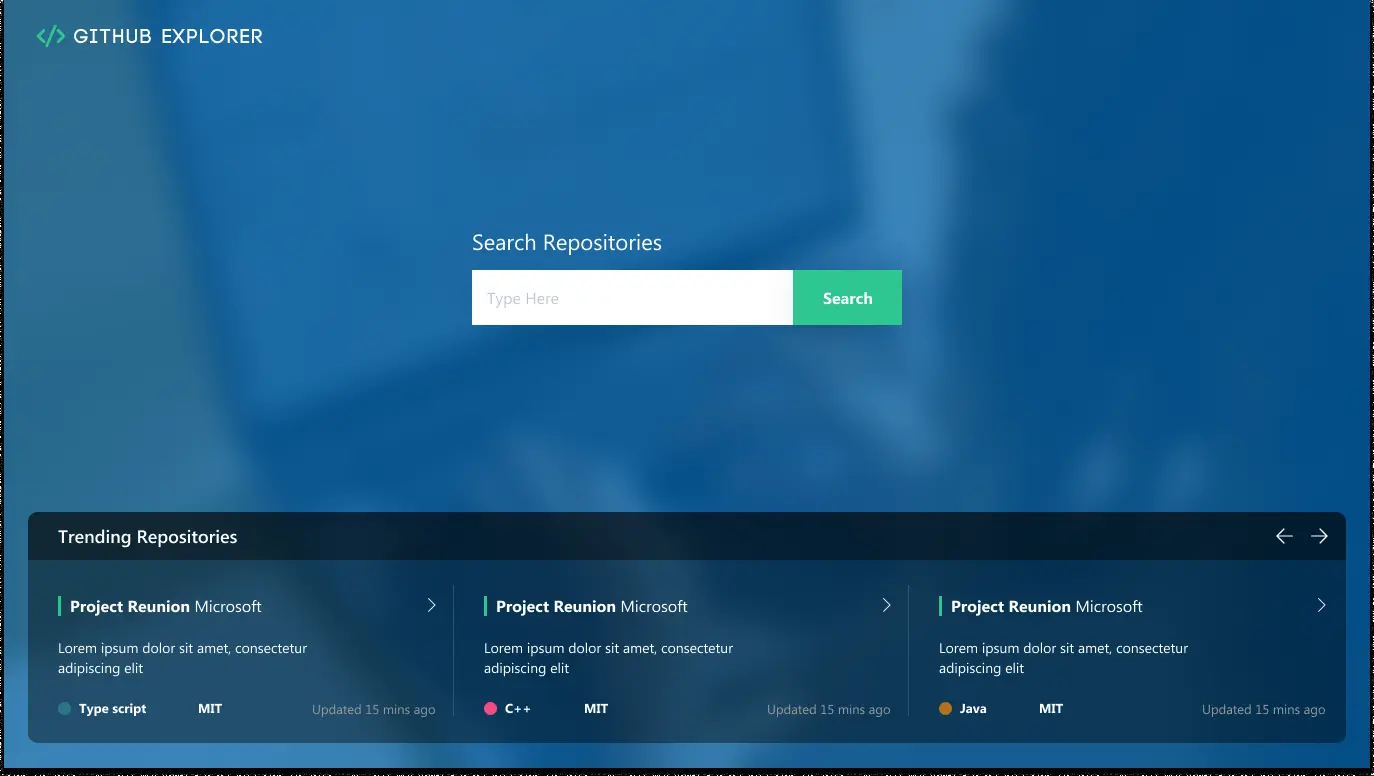 </> GITHUB EXPLORER
Search Repositories
Type Here
Search
Trending Repositories
Project Reunion Microsoft
Lorem ipsum dolor sit amet, consectetur
adipiscing elit
Type script MIT Updated 15 mins ago
Project Reunion Microsoft
Lorem ipsum dolor sit amet, consectetur
adipiscing elit
C++ MIT Updated 15 mins ago
Project Reunion Microsoft
Lorem ipsum dolor sit amet, consectetur
adipiscing elit
Java MIT Updated 15 mins ago